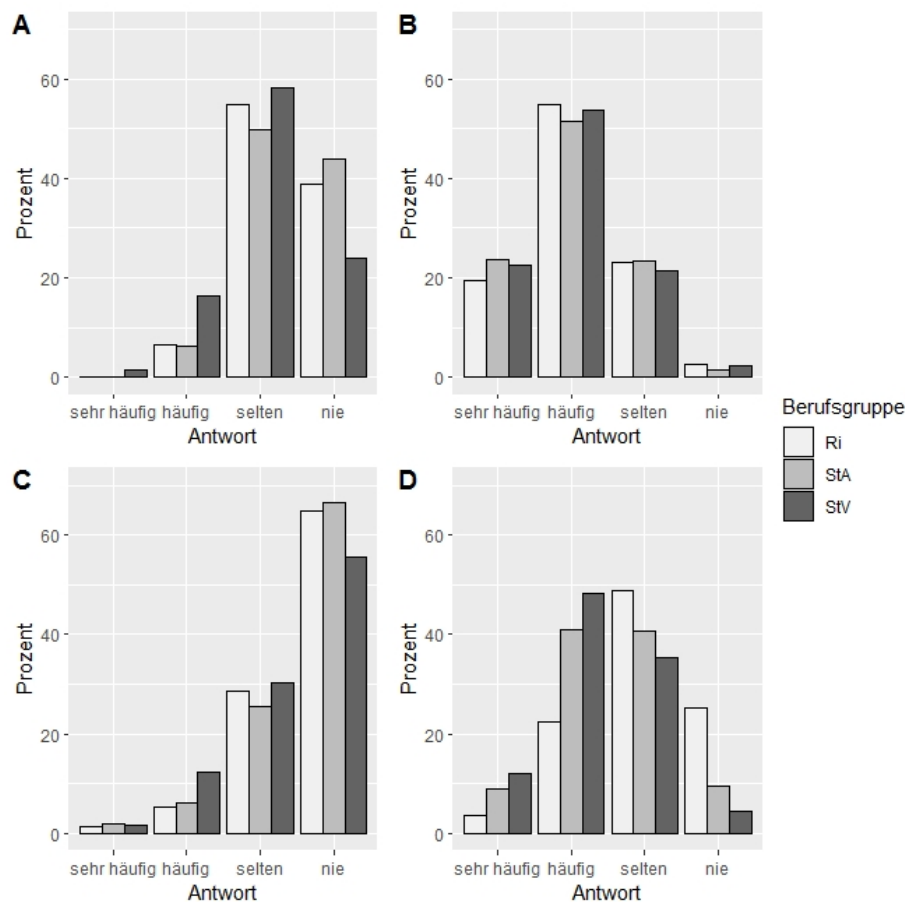 A
Prozent
60
40
20
0
sehr häufig häufig selten nie
Antwort
B
Prozent
60
40
20
0
sehr häufig häufig selten nie
Antwort
C
Prozent
60
40
20
0
sehr häufig häufig selten nie
Antwort
D
Prozent
60
40
20
0
sehr häufig häufig selten nie
Antwort
Berufsgruppe
Ri
StA
StV